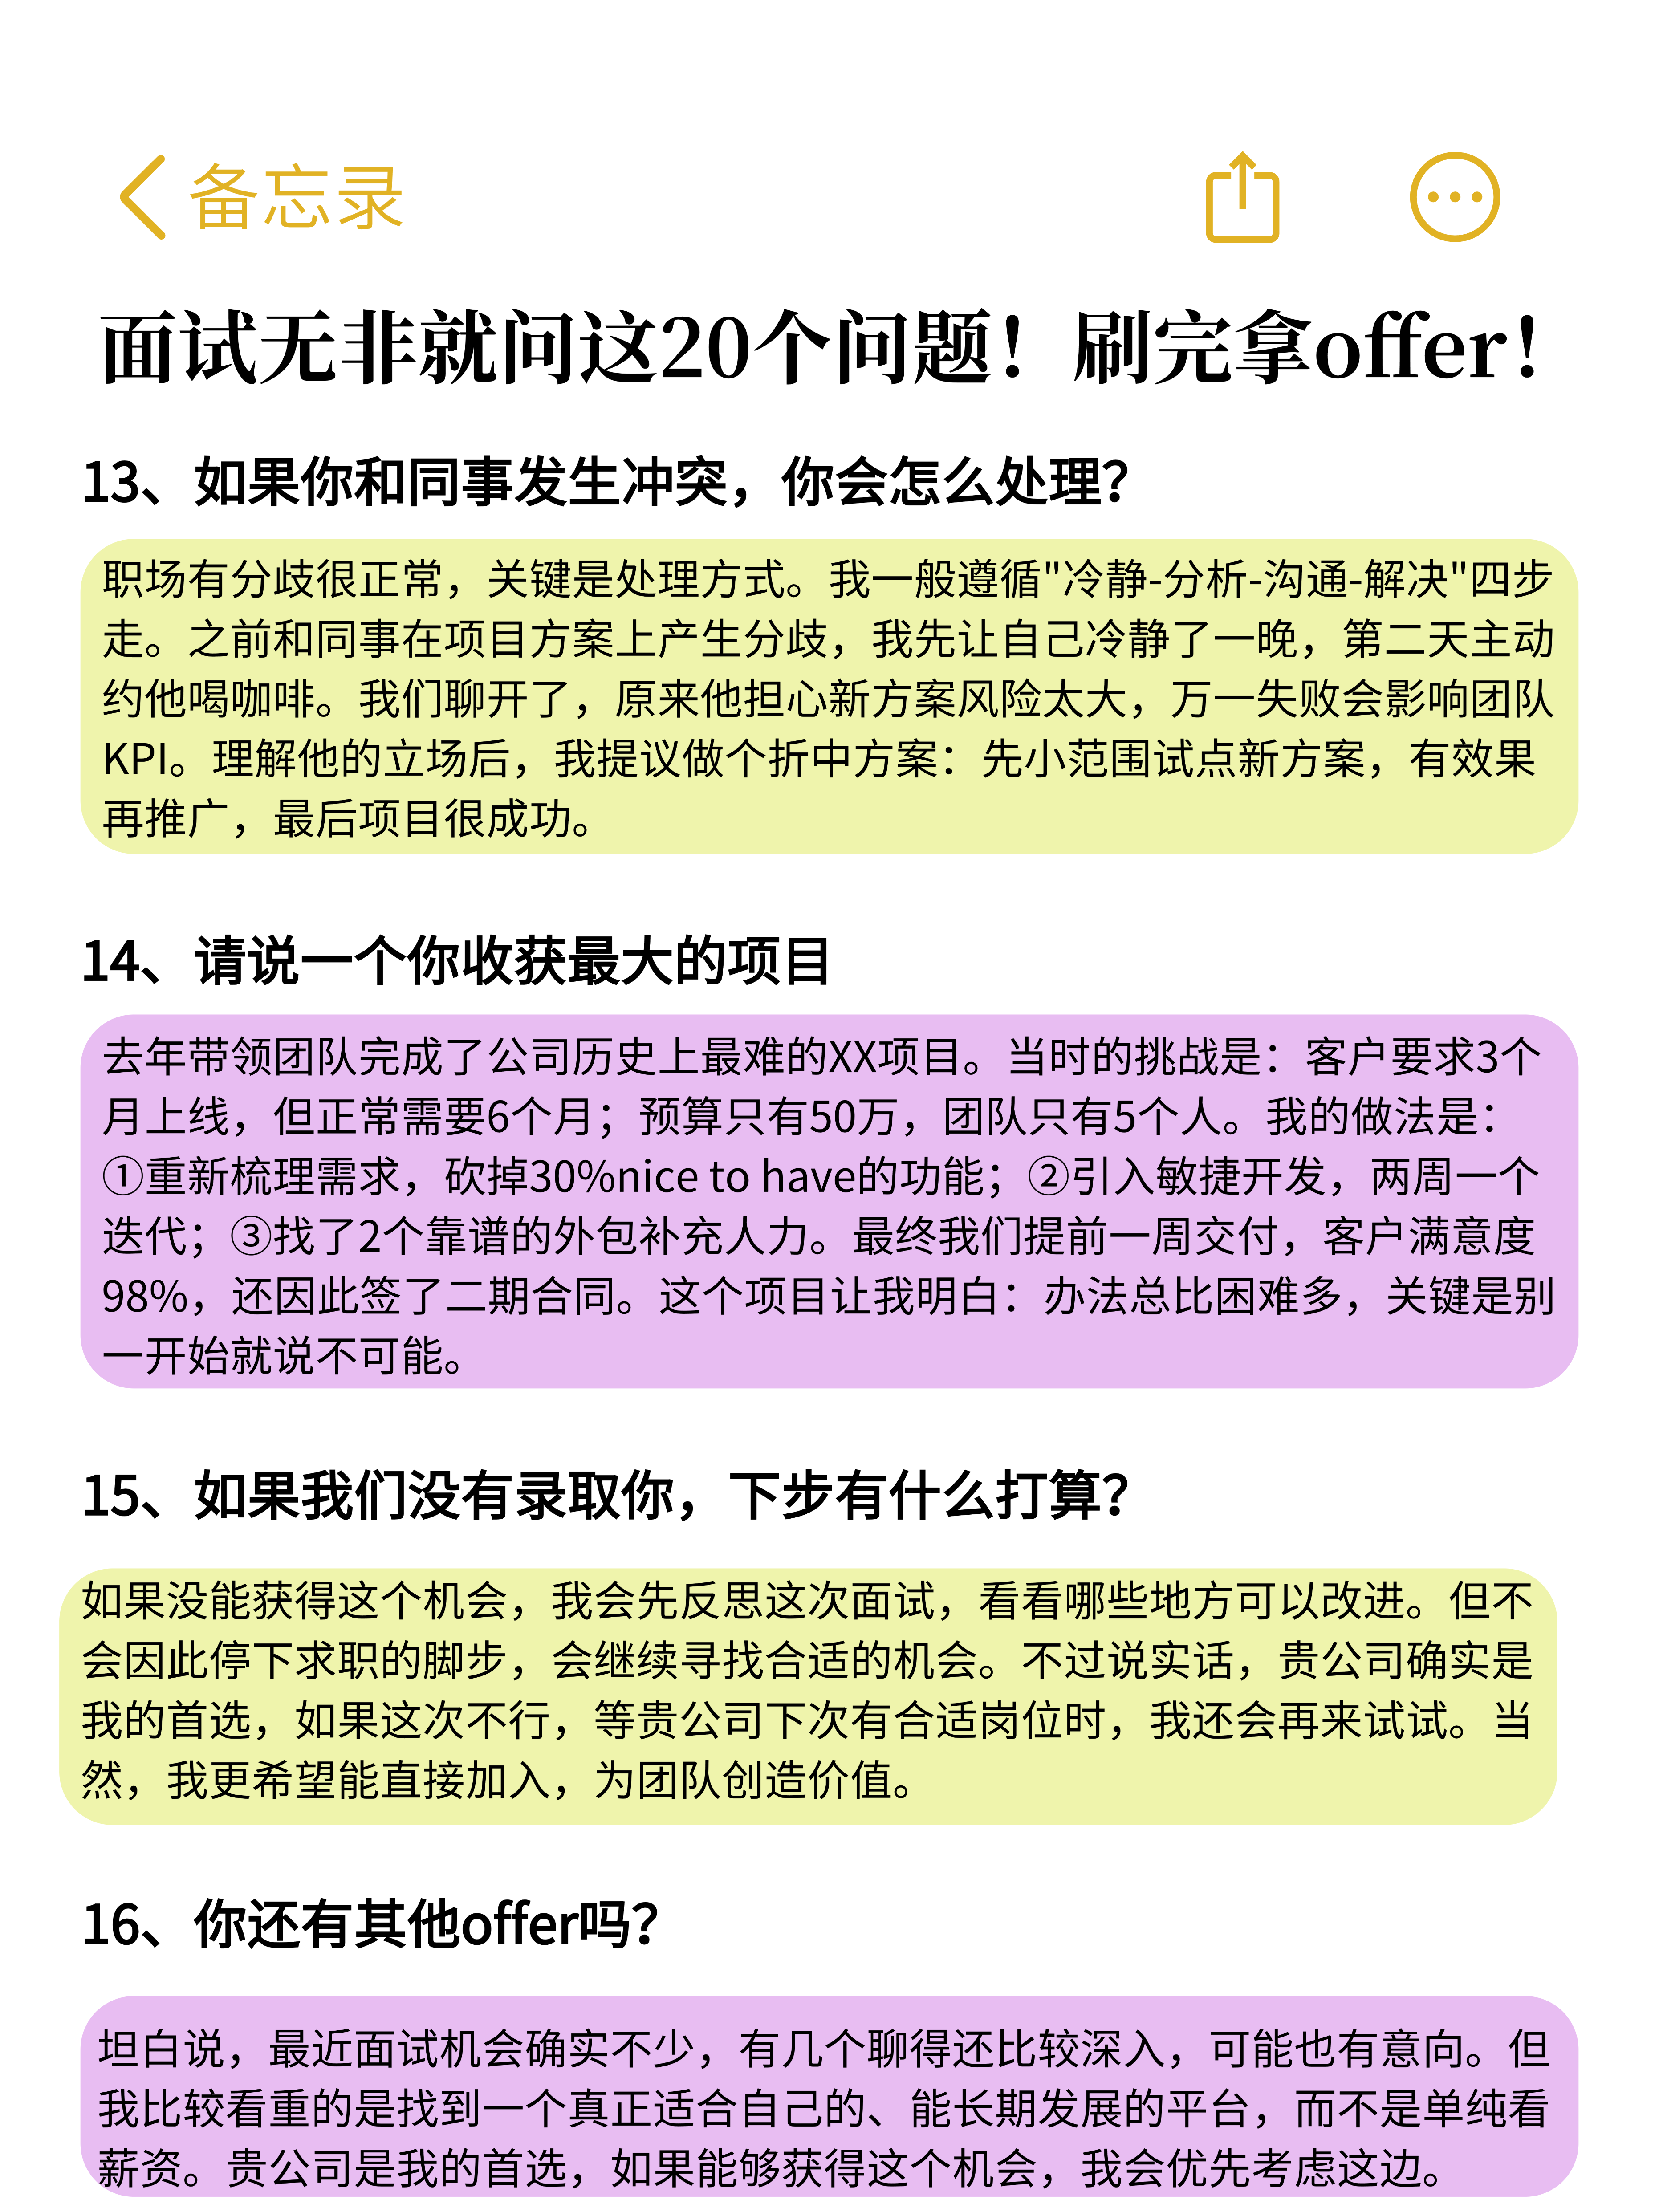 备忘录
面试无非就问这20个问题！刷完拿offer！
13、如果你和同事发生冲突，你会怎么处理？
职场有分歧很正常，关键是处理方式。我一般遵循"冷静-分析-沟通-解决"四步
走。之前和同事在项目方案上产生分歧，我先让自己冷静了一晚，第二天主动
约他喝咖啡。我们聊开了，原来他担心新方案风险太大，万一失败会影响团队
KPI。理解他的立场后，我提议做个折中方案：先小范围试点新方案，有效果
再推广，最后项目很成功。
14、请说一个你收获最大的项目
去年带领团队完成了公司历史上最难的XX项目。当时的挑战是：客户要求3个
月上线，但正常需要6个月；预算只有50万，团队只有5个人。我的做法是：
①重新梳理需求，砍掉30%nice to have的功能；②引入敏捷开发，两周一个
迭代；③找了2个靠谱的外包补充人力。最终我们提前一周交付，客户满意度
98%，还因此签了二期合同。这个项目让我明白：办法总比困难多，关键是别
一开始就说不可能。
15、如果我们没有录取你，下步有什么打算？
如果没能获得这个机会，我会先反思这次面试，看看哪些地方可以改进。但不
会因此停下求职的脚步，会继续寻找合适的机会。不过说实话，贵公司确实是
我的首选，如果这次不行，等贵公司下次有合适岗位时，我还会再来试试。当
然，我更希望能直接加入，为团队创造价值。
16、你还有其他offer吗？
坦白说，最近面试机会确实不少，有几个聊得还比较深入，可能也有意向。但
我比较看重的是找到一个真正适合自己的、能长期发展的平台，而不是单纯看
薪资。贵公司是我的首选，如果能够获得这个机会，我会优先考虑这边。